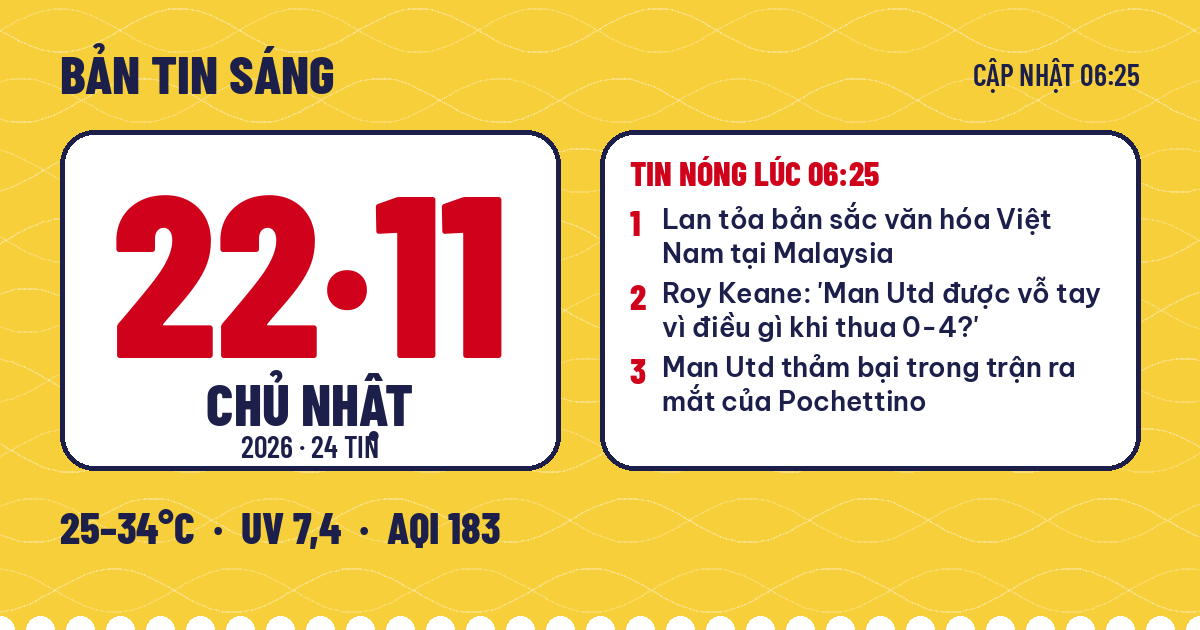 BẢN TIN SÁNG
CẬP NHẬT 06:25
22·11
CHỦ NHẬT
2026 · 24 TIN
TIN NÓNG LÚC 06:25
1 Lan tỏa bản sắc văn hóa Việt
Nam tại Malaysia
2 Roy Keane: 'Man Utd được vỗ tay
vì điều gì khi thua 0-4?'
3 Man Utd thảm bại trong trận ra
mắt của Pochettino
25–34°C · UV 7,4 · AQI 183